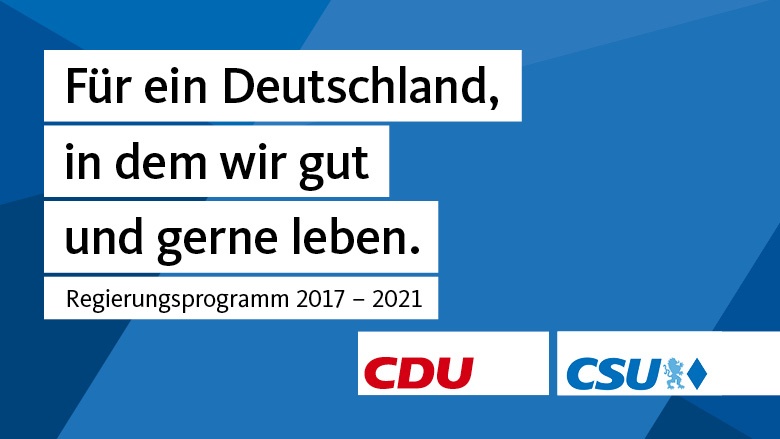 Für ein Deutschland,
in dem wir gut
und gerne leben.
Regierungsprogramm 2017 – 2021
CDU CSU